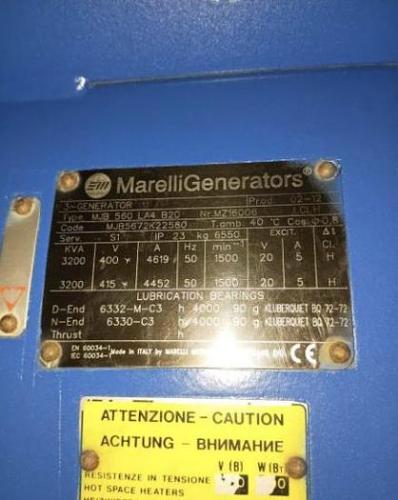 MarelliGenerators®
3~GENERATOR Prod. 02-12
Type MJB 560 LA4 B20 Nr.MZ16006
Code MJB5672K22580 T.amb 40 °C Cos φ 0,8
Serv. S1 IP 23 kg 6550 EXCIT. Δ1
KVA V A Hz min⁻¹ V A Cl.
3200 400 Y 4619 50 1500 20 5 H
3200 415 Y 4452 50 1500 20 5 H
LUBRICATION BEARINGS
D-End 6332-M-C3 h 4000 90 g KLUBERQUIET BQ 72-72
N-End 6330-C3 h 4000 90 g KLUBERQUIET BQ 72-72
Thrust h
EN 60034-1
IEC 60034-1 Made in ITALY by MARELLI CE
ATTENZIONE - CAUTION
ACHTUNG - ВНИМАНИЕ
V (В) W (Вт)
RESISTENZE IN TENSIONE
HOT SPACE HEATERS